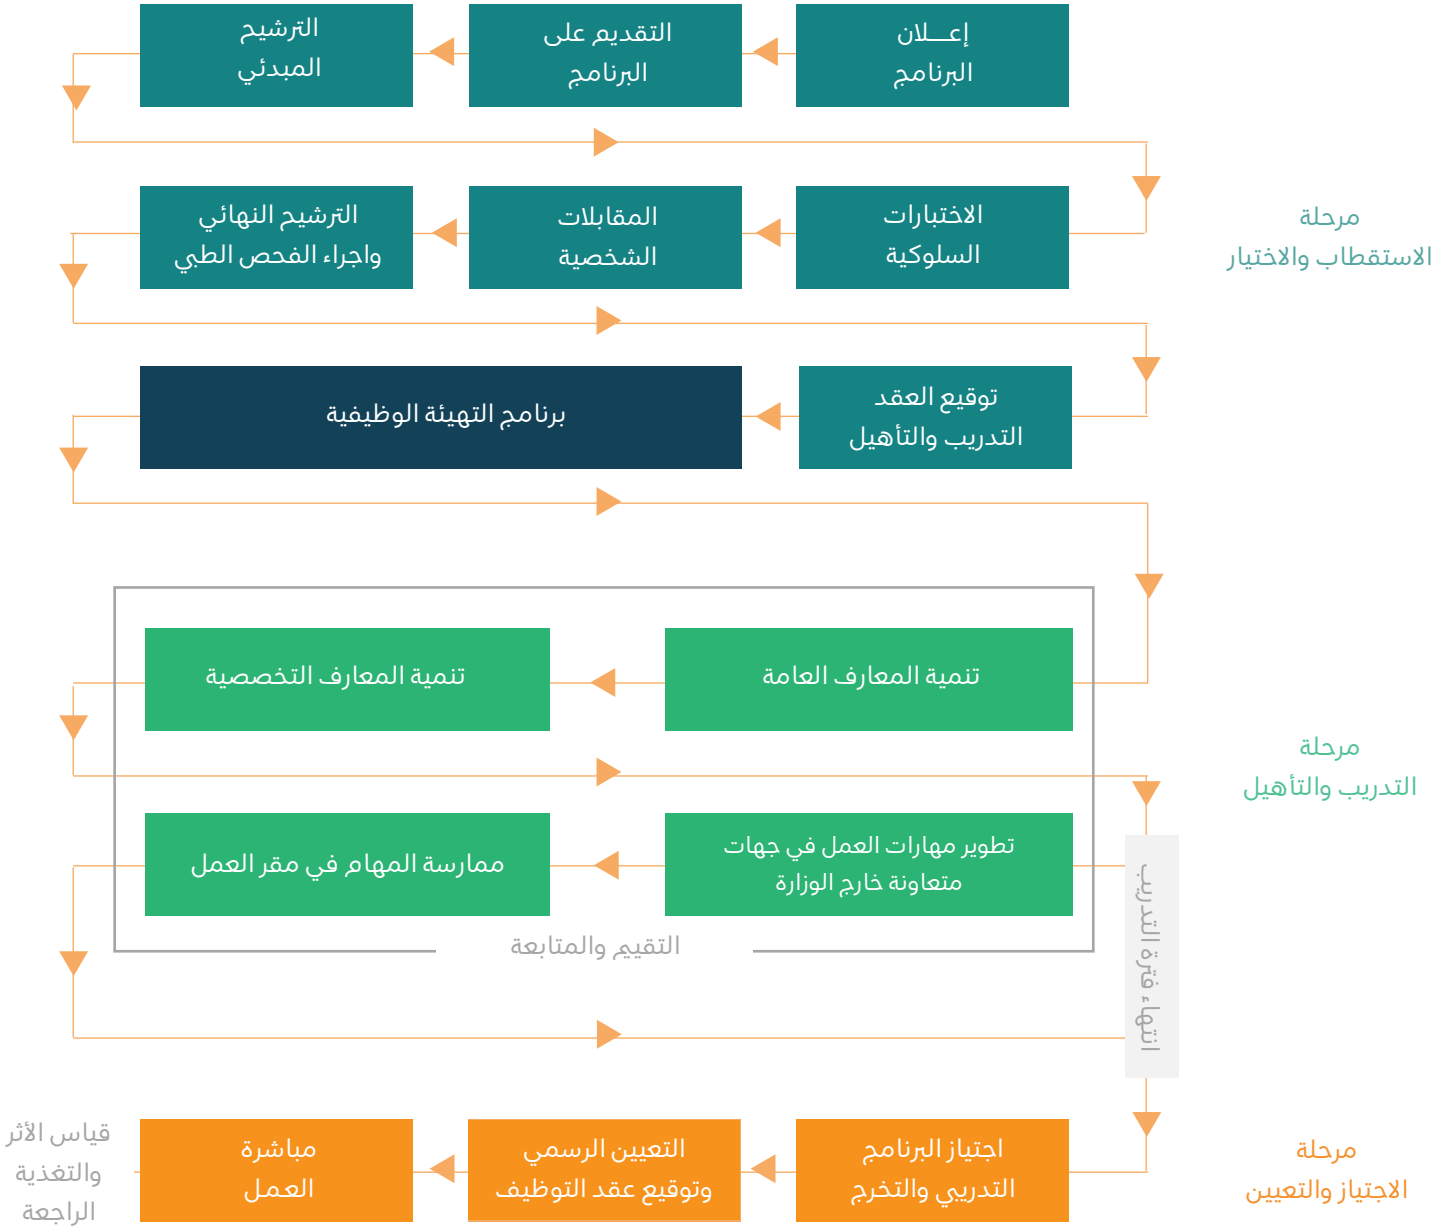 إعـــلان
البرنامج
التقديم على
البرنامج
الترشيح
المبدئي
مرحلة
الاستقطاب والاختيار
الاختبارات
السلوكية
المقابلات
الشخصية
الترشيح النهائي
واجراء الفحص الطبي
توقيع العقد
التدريب والتأهيل
برنامج التهيئة الوظيفية
مرحلة
التدريب والتأهيل
تنمية المعارف العامة
تنمية المعارف التخصصية
تطوير مهارات العمل في جهات
متعاونة خارج الوزارة
ممارسة المهام في مقر العمل
التقييم والمتابعة
انتهاء فترة التدريب
مرحلة
الاجتياز والتعيين
اجتياز البرنامج
التدريبي والتخرج
التعيين الرسمي
وتوقيع عقد التوظيف
مباشرة
العمل
قياس الأثر
والتغذية
الراجعة